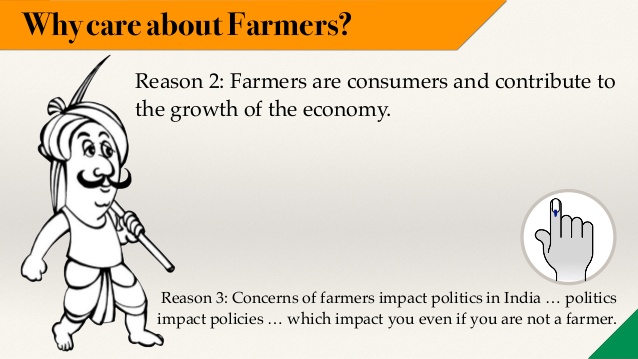 Why care about Farmers?
Reason 2: Farmers are consumers and contribute to
the growth of the economy.
Reason 3: Concerns of farmers impact politics in India … politics
impact policies … which impact you even if you are not a farmer.